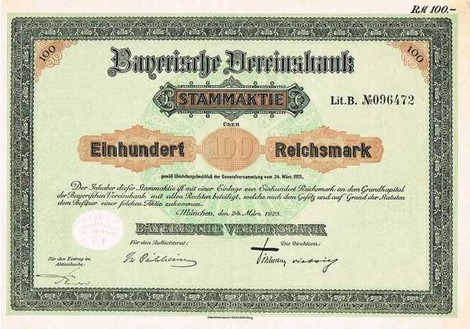 RM 100.-
100
100
Bayerische Vereinsbank
STAMMAKTIE
Lit. B. №096472
ÜBER
Einhundert 100 Reichsmark
gemäß Umstellungsbeschluß der Generalversammlung vom 24. März 1925.
Der Inhaber dieser Stammaktie ist mit einer Einlage von Einhundert Reichsmark an dem Grundkapital
der Bayerischen Vereinsbank mit allen Rechten beteiligt, welche nach dem Gesetz und auf Grund der Statuten
dem Besitzer einer solchen Aktie zukommen.
München, den 24. März 1925.
BAYERISCHE VEREINSBANK
Für den Aufsichtsrat:
Die Direktion:
Für den Eintrag im
Aktienbuch: